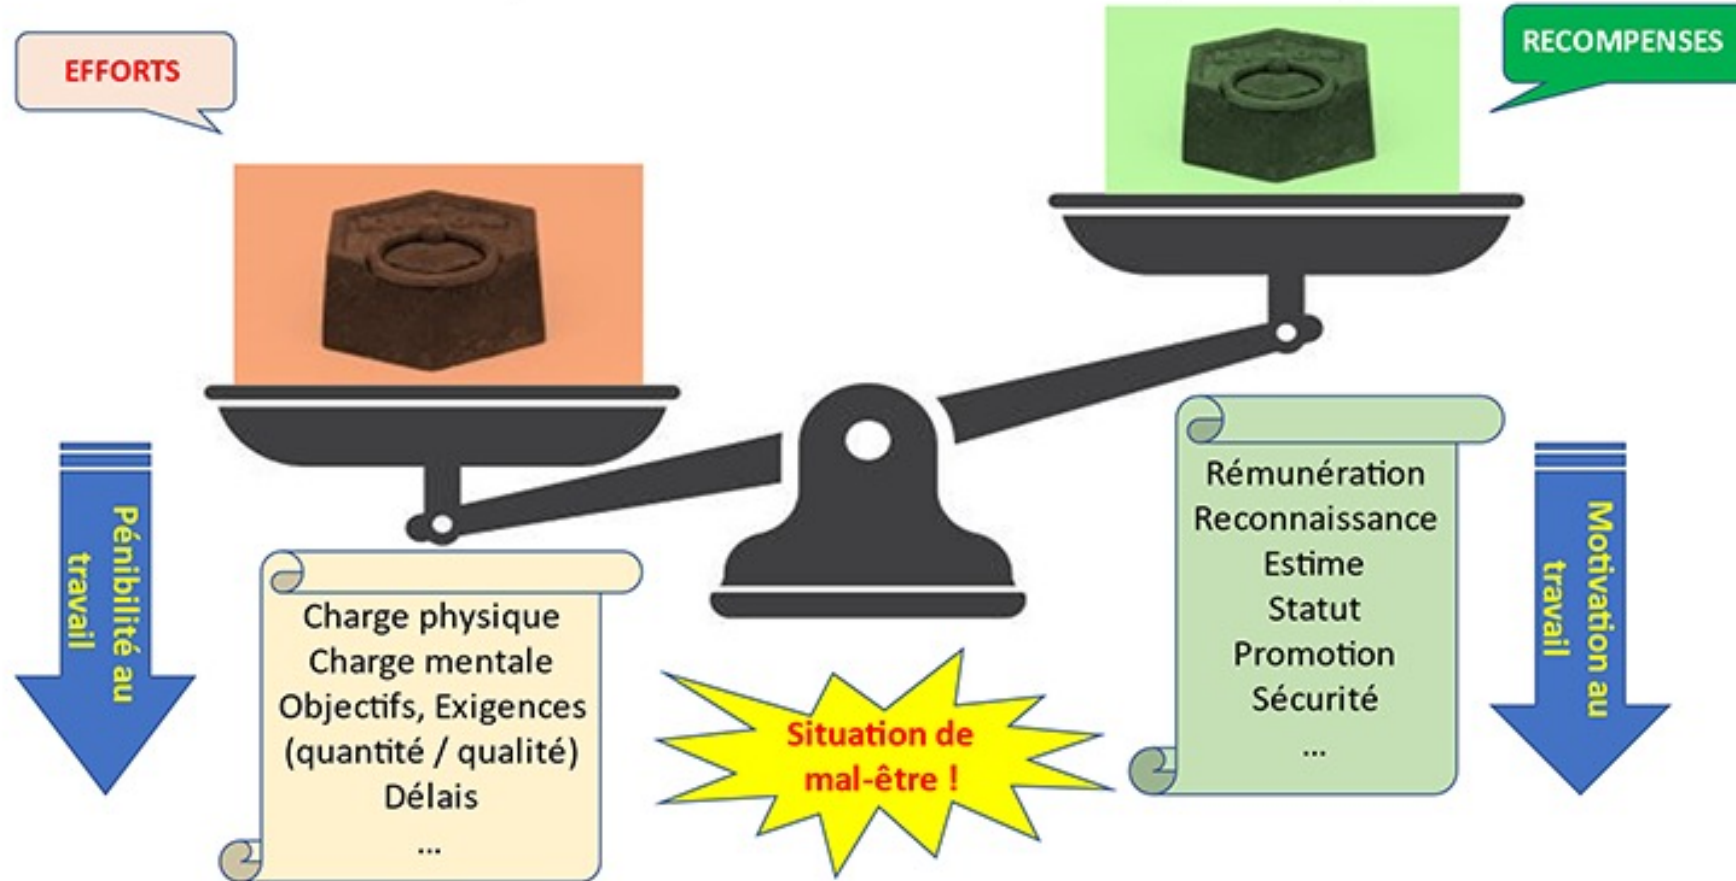 EFFORTS
RECOMPENSES
Pénibilité au
travail
Charge physique
Charge mentale
Objectifs, Exigences
(quantité / qualité)
Délais
...
Situation de
mal-être !
Rémunération
Reconnaissance
Estime
Statut
Promotion
Sécurité
...
Motivation au
travail